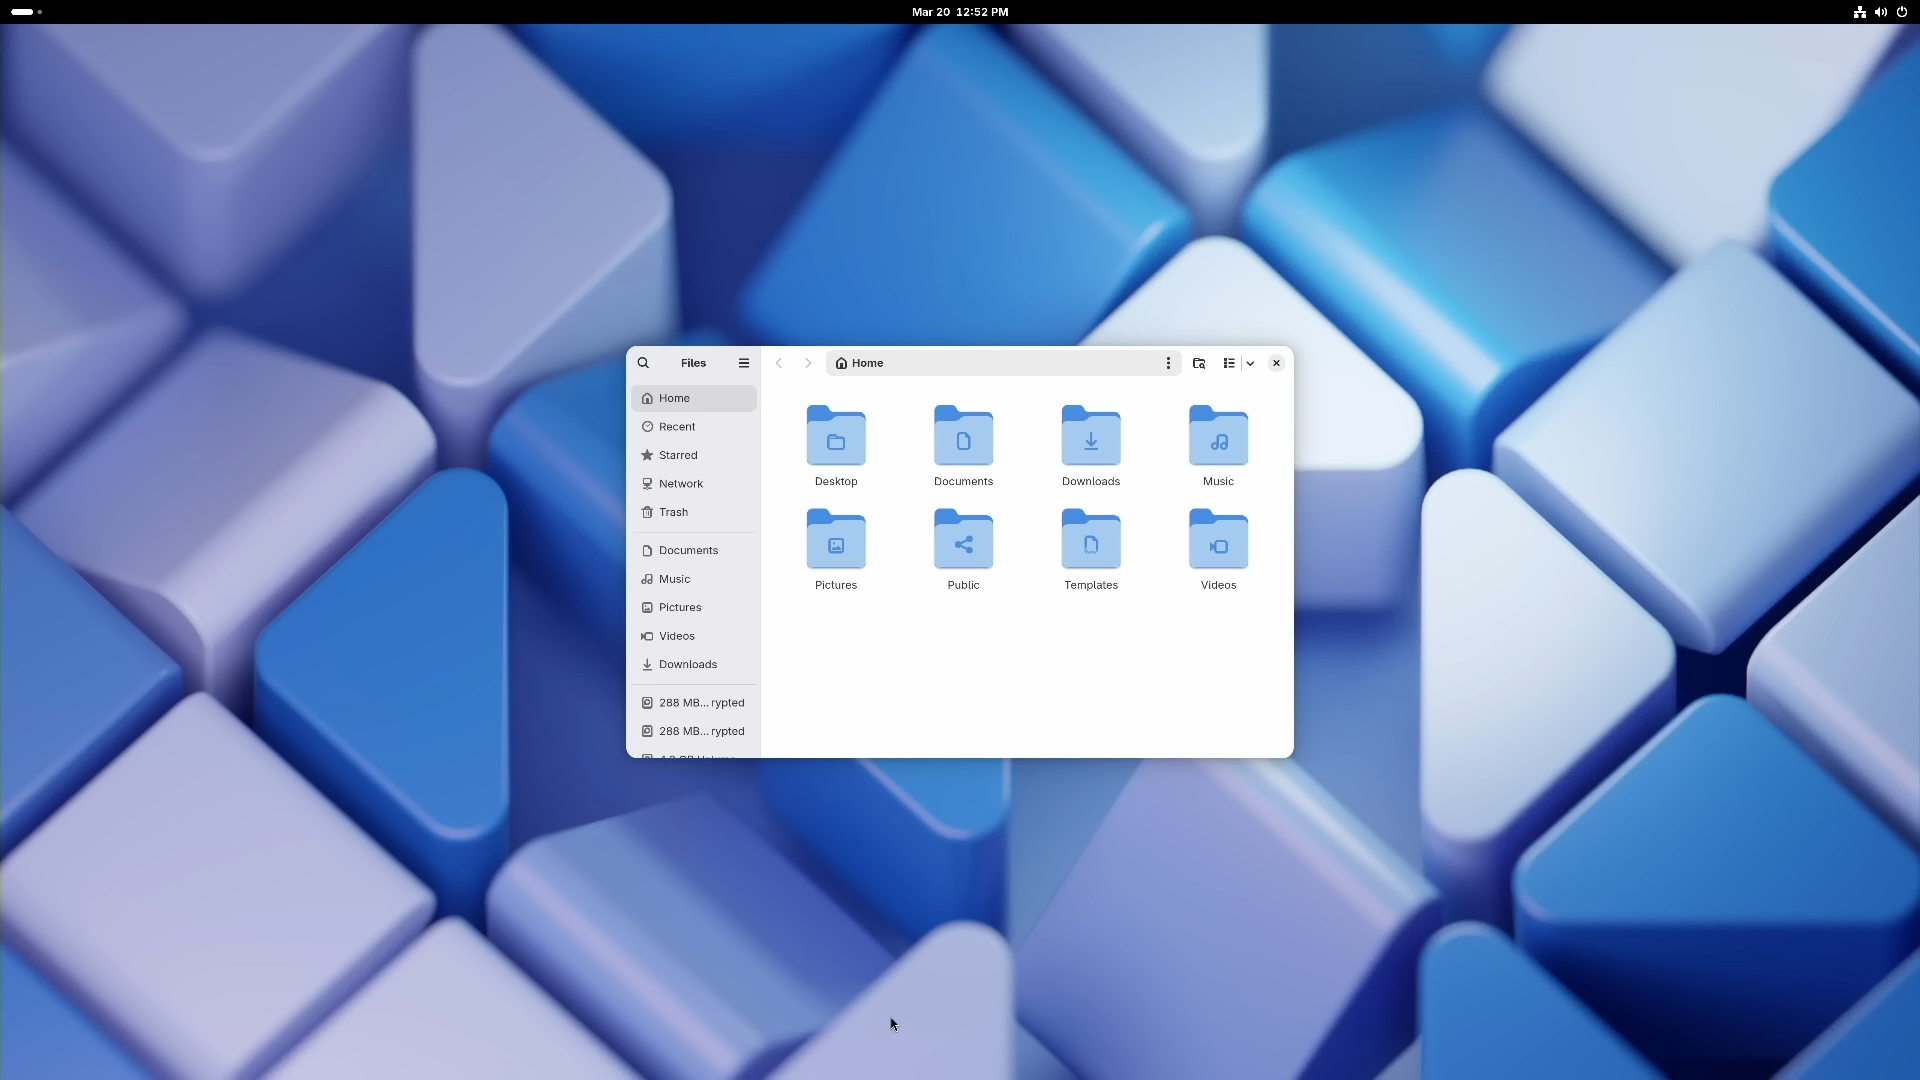 Mar 20 12:52 PM
Files
Home
Home
Recent
Starred
Network
Trash
Documents
Music
Pictures
Videos
Downloads
288 MB... rypted
288 MB... rypted
Desktop
Documents
Downloads
Music
Pictures
Public
Templates
Videos